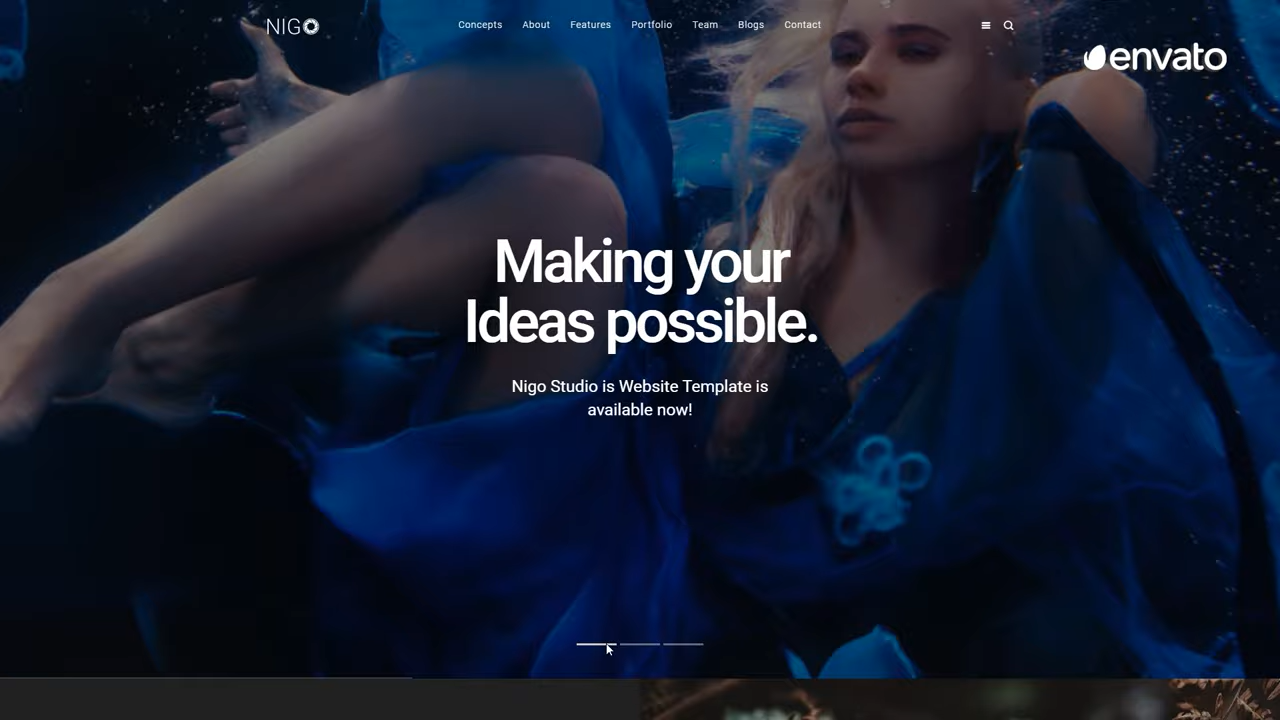 NIGO
Concepts About Features Portfolio Team Blogs Contact
envato
Making your
Ideas possible.
Nigo Studio is Website Template is
available now!